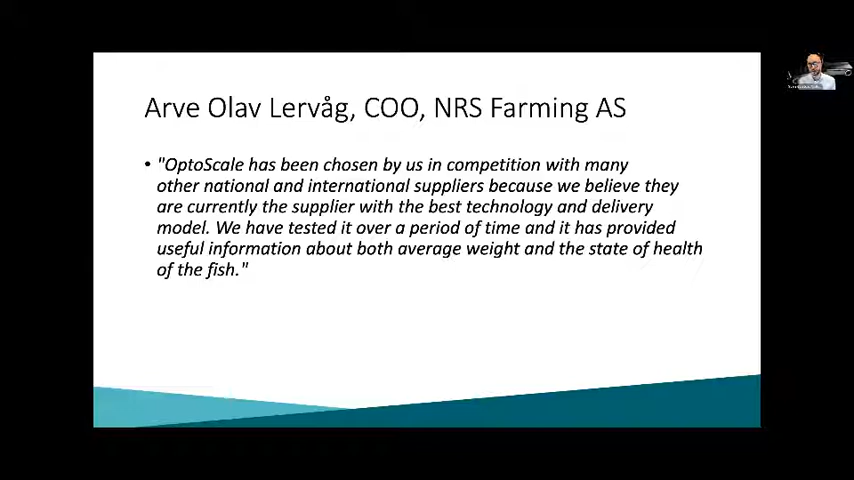 Arve Olav Lervåg, COO, NRS Farming AS
• "OptoScale has been chosen by us in competition with many
other national and international suppliers because we believe they
are currently the supplier with the best technology and delivery
model. We have tested it over a period of time and it has provided
useful information about both average weight and the state of health
of the fish."